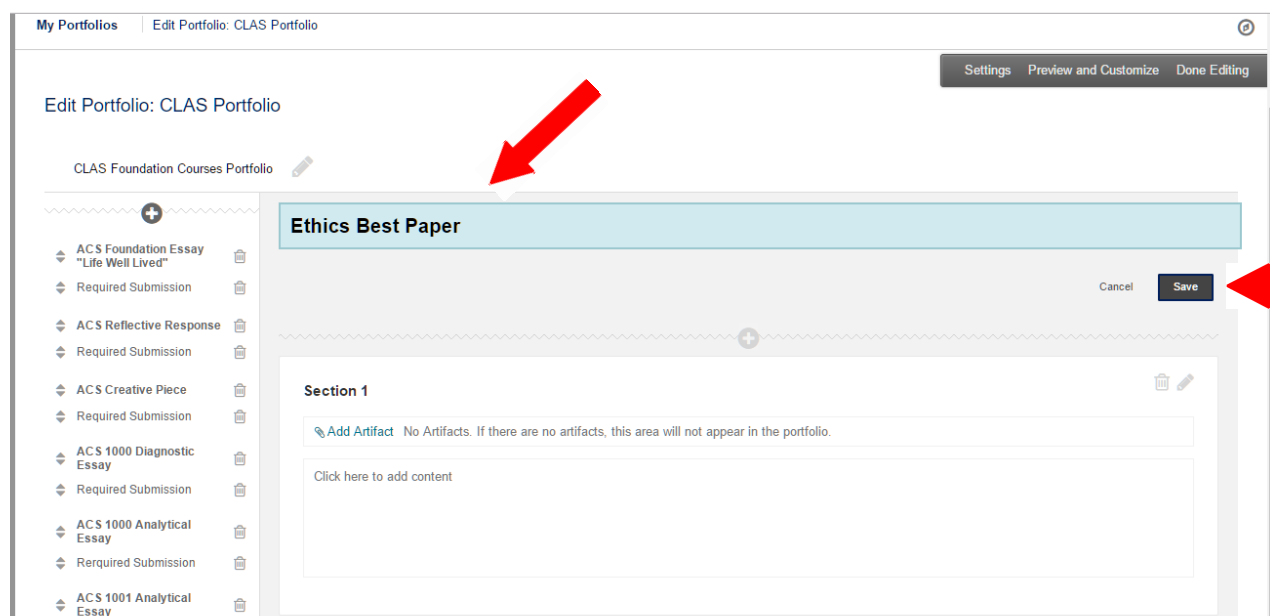 My Portfolios Edit Portfolio: CLAS Portfolio
Settings Preview and Customize Done Editing
Edit Portfolio: CLAS Portfolio
CLAS Foundation Courses Portfolio
Ethics Best Paper
Cancel Save
ACS Foundation Essay
"Life Well Lived"
Required Submission
ACS Reflective Response
Required Submission
ACS Creative Piece
Required Submission
ACS 1000 Diagnostic
Essay
Required Submission
ACS 1000 Analytical
Essay
Rerquired Submission
ACS 1001 Analytical
Essay
Section 1
Add Artifact No Artifacts. If there are no artifacts, this area will not appear in the portfolio.
Click here to add content